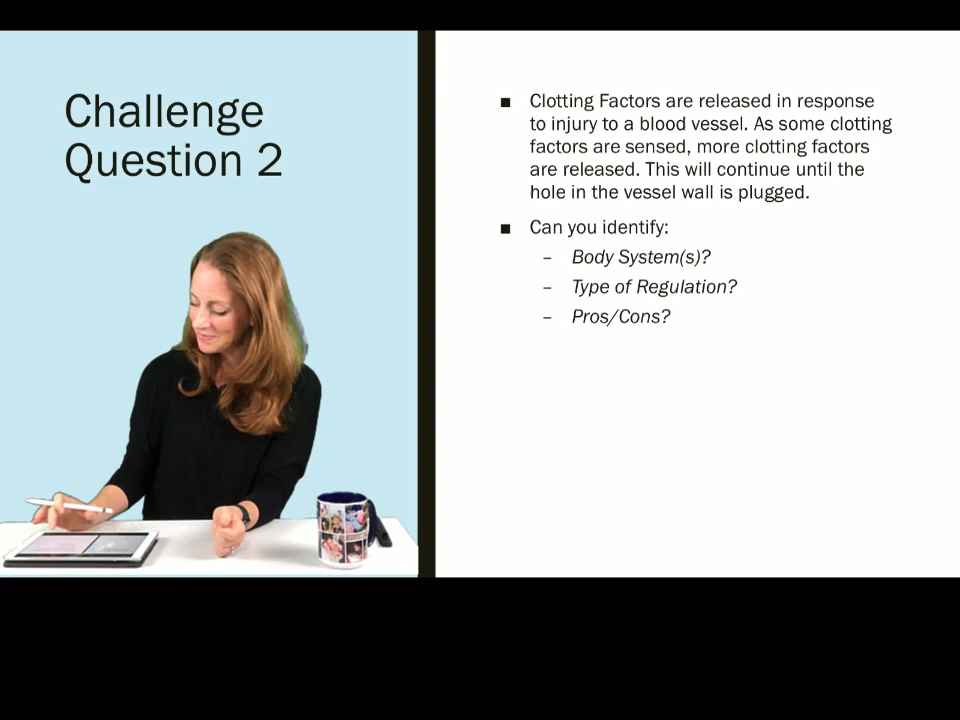 Challenge
Question 2
■ Clotting Factors are released in response
to injury to a blood vessel. As some clotting
factors are sensed, more clotting factors
are released. This will continue until the
hole in the vessel wall is plugged.
■ Can you identify:
– Body System(s)?
– Type of Regulation?
– Pros/Cons?